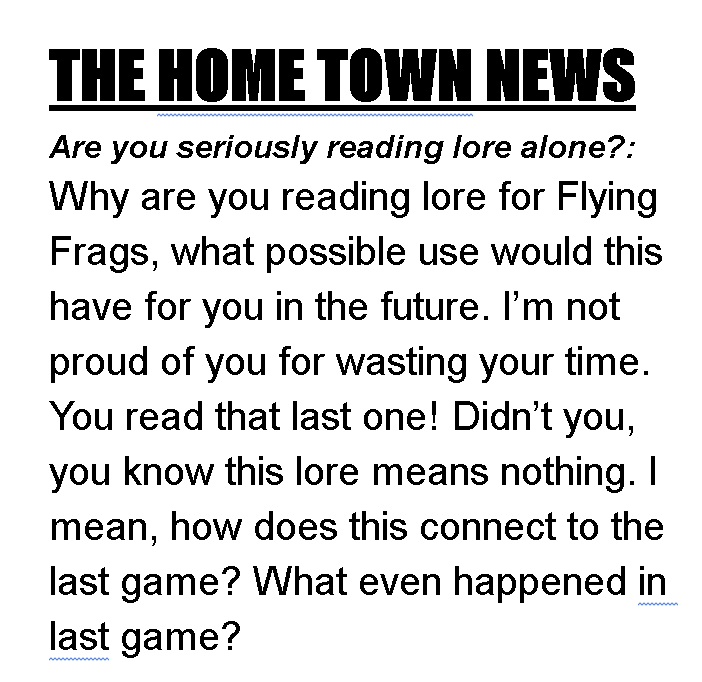 THE HOME TOWN NEWS
Are you seriously reading lore alone?:
Why are you reading lore for Flying
Frags, what possible use would this
have for you in the future. I’m not
proud of you for wasting your time.
You read that last one! Didn’t you,
you know this lore means nothing. I
mean, how does this connect to the
last game? What even happened in
last game?